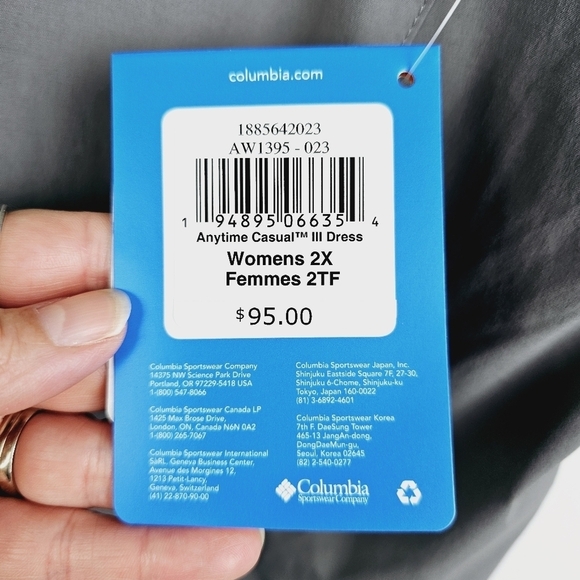 columbia.com
1885642023
AW1395 - 023
1 94895 06635 4
Anytime Casual™ III Dress
Womens 2X
Femmes 2TF
$95.00
Columbia Sportswear Company
14375 NW Science Park Drive
Portland, OR 97229-5418 USA
1-(800) 547-8066
Columbia Sportswear Canada LP
1425 Max Brose Drive,
London, ON, Canada N6N 0A2
1-(800) 265-7067
Columbia Sportswear International
SàRL, Geneva Business Center,
Avenue des Morgines 12,
1213 Petit-Lancy,
Geneva, Switzerland
(41) 22-870-90-00
Columbia Sportswear Japan, Inc.
Shinjuku Eastside Square 7F, 27-30,
Shinjuku 6-Chome, Shinjuku-ku
Tokyo, Japan 160-0022
(81) 3-6892-4601
Columbia Sportswear Korea
7th F. DaeSung Tower
465-13 JangAn-dong,
DongDaeMun-gu,
Seoul, Korea 02645
(82) 2-540-0277
Columbia
Sportswear Company